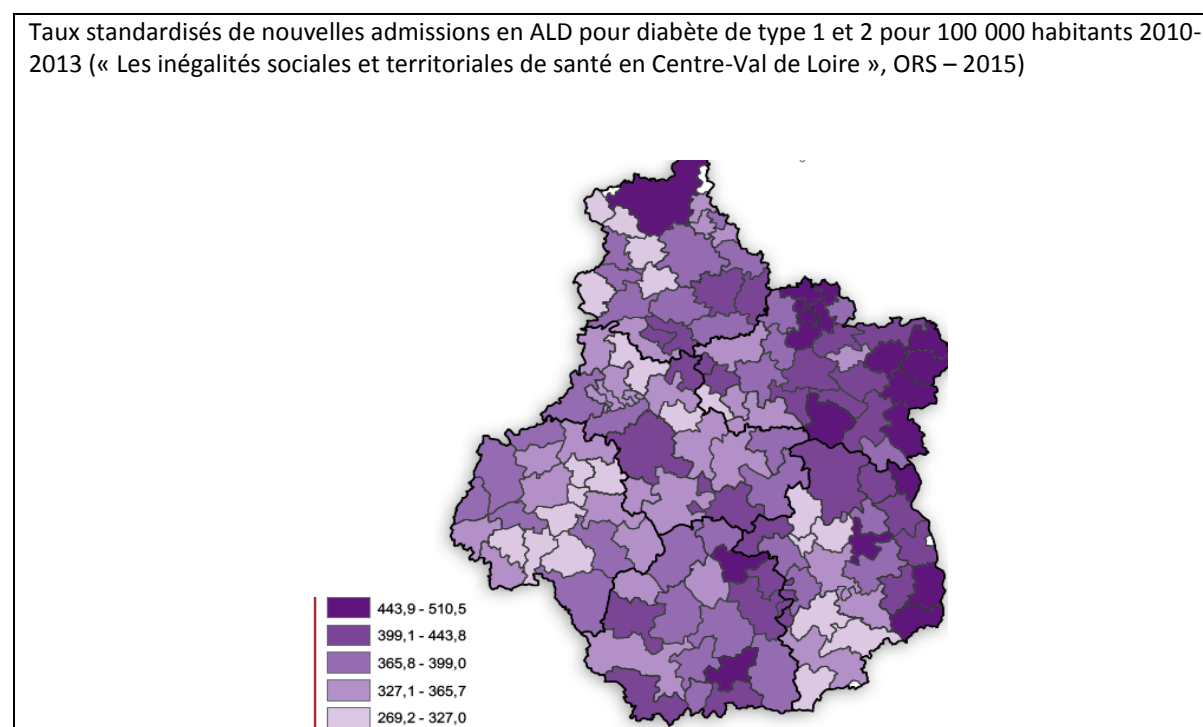 Taux standardisés de nouvelles admissions en ALD pour diabète de type 1 et 2 pour 100 000 habitants 2010-
2013 (« Les inégalités sociales et territoriales de santé en Centre-Val de Loire », ORS – 2015)
443,9 - 510,5
399,1 - 443,8
365,8 - 399,0
327,1 - 365,7
269,2 - 327,0